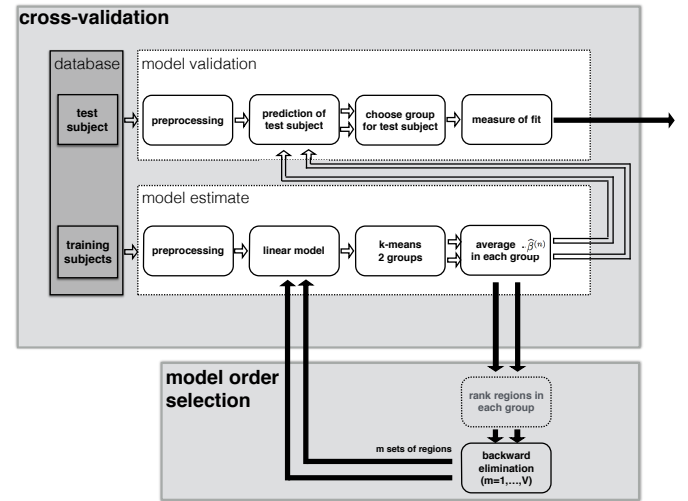 cross-validation
database
model validation
test
subject
preprocessing
prediction of
test subject
choose group
for test subject
measure of fit
model estimate
training
subjects
preprocessing
linear model
k-means
2 groups
average . β̂⁽ⁿ⁾
in each group
model order
selection
rank regions in
each group
m sets of regions
backward
elimination
(m=1,...,V)